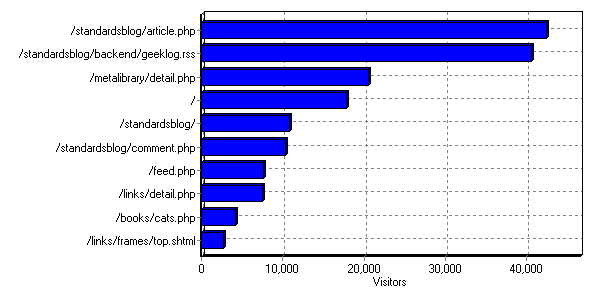 /standardsblog/article.php
/standardsblog/backend/geeklog.rss
/metalibrary/detail.php
/
/standardsblog/
/standardsblog/comment.php
/feed.php
/links/detail.php
/books/cats.php
/links/frames/top.shtml
0 10,000 20,000 30,000 40,000
Visitors